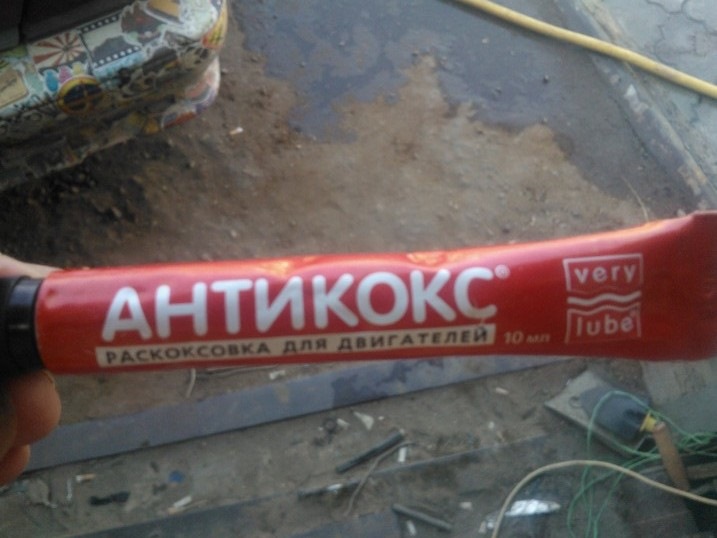 АНТИКОКС®
РАСКОКСОВКА ДЛЯ ДВИГАТЕЛЕЙ 10 мл
very
lube®